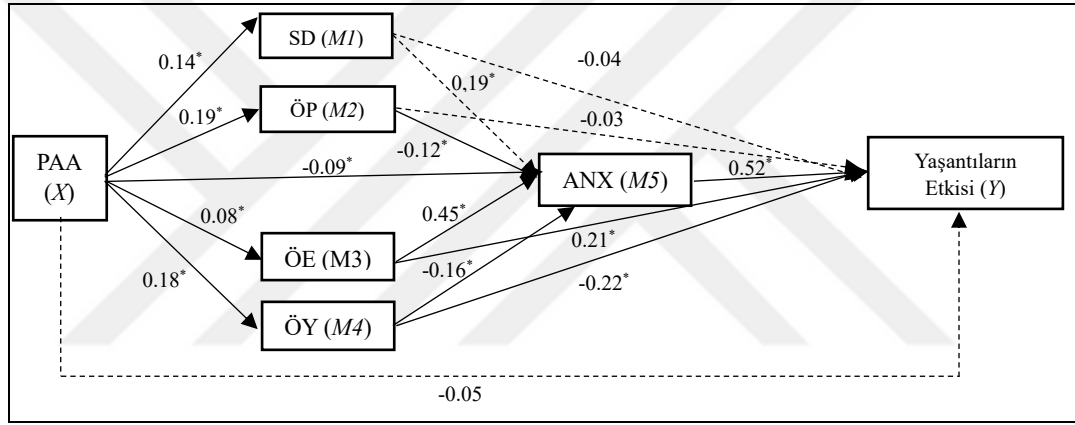 SD (M1)
-0.04
0.14*
0,19*
ÖP (M2)
0.19*
-0.03
PAA
(X)
-0.12*
-0.09*
ANX (M5)
0.52*
Yaşantıların
Etkisi (Y)
0.08*
0.45*
ÖE (M3)
0.21*
-0.16*
0.18*
-0.22*
ÖY (M4)
-0.05